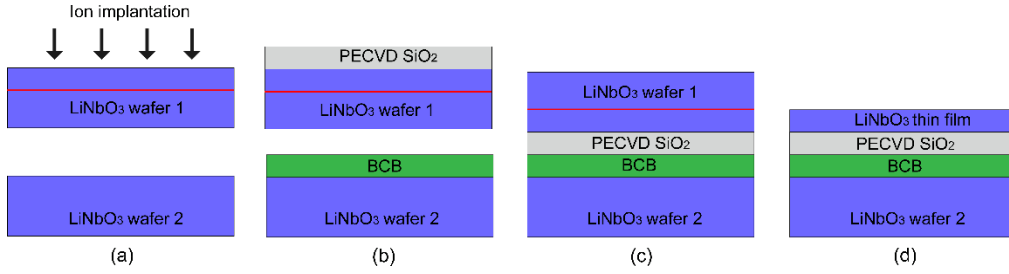 Ion implantation
LiNbO₃ wafer 1
LiNbO₃ wafer 2
(a)
PECVD SiO₂
LiNbO₃ wafer 1
BCB
LiNbO₃ wafer 2
(b)
LiNbO₃ wafer 1
PECVD SiO₂
BCB
LiNbO₃ wafer 2
(c)
LiNbO₃ thin film
PECVD SiO₂
BCB
LiNbO₃ wafer 2
(d)